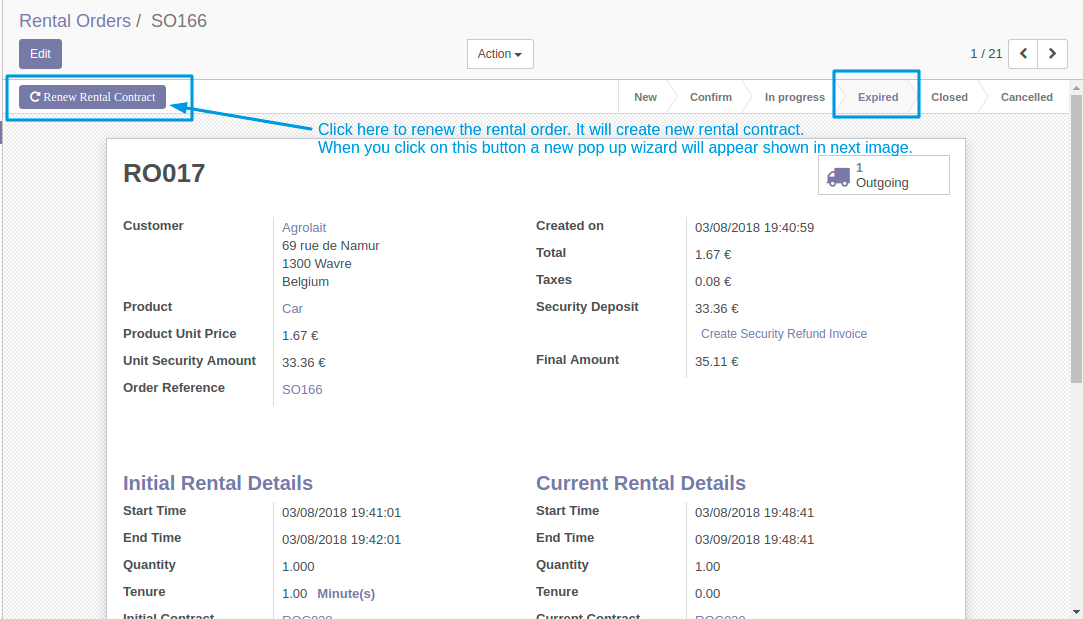 Rental Orders / SO166
Edit
Action
1 / 21
Renew Rental Contract
New
Confirm
In progress
Expired
Closed
Cancelled
Click here to renew the rental order. It will create new rental contract.
When you click on this button a new pop up wizard will appear shown in next image.
RO017
1
Outgoing
Customer
Agrolait
69 rue de Namur
1300 Wavre
Belgium
Product Car
Product Unit Price 1.67 €
Unit Security Amount 33.36 €
Order Reference SO166
Created on 03/08/2018 19:40:59
Total 1.67 €
Taxes 0.08 €
Security Deposit 33.36 €
Create Security Refund Invoice
Final Amount 35.11 €
Initial Rental Details
Start Time 03/08/2018 19:41:01
End Time 03/08/2018 19:42:01
Quantity 1.000
Tenure 1.00 Minute(s)
Initial Contract
Current Rental Details
Start Time 03/08/2018 19:48:41
End Time 03/09/2018 19:48:41
Quantity 1.00
Tenure 0.00
Current Contract